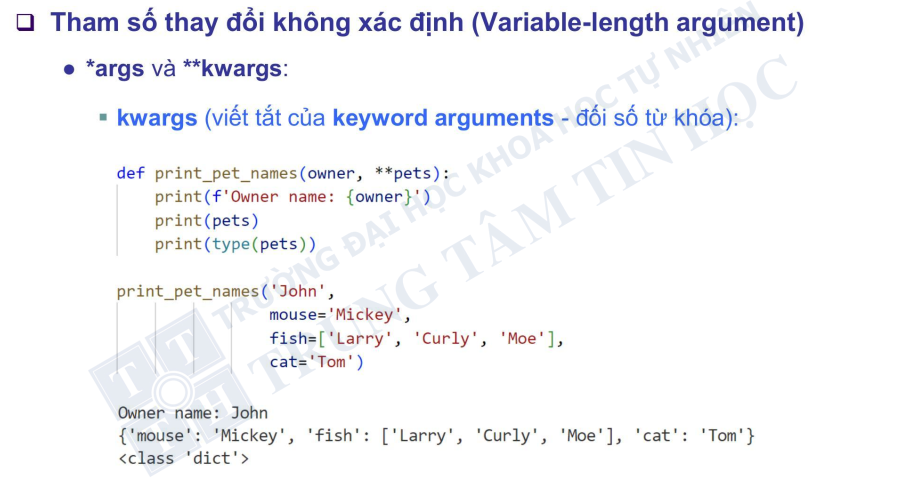 Tham số thay đổi không xác định (Variable-length argument)
*args và **kwargs:
kwargs (viết tắt của keyword arguments - đối số từ khóa):
def print_pet_names(owner, **pets):
    print(f'Owner name: {owner}')
    print(pets)
    print(type(pets))
print_pet_names('John',
                mouse='Mickey',
                fish=['Larry', 'Curly', 'Moe'],
                cat='Tom')
Owner name: John
{'mouse': 'Mickey', 'fish': ['Larry', 'Curly', 'Moe'], 'cat': 'Tom'}
<class 'dict'>
TRƯỜNG ĐẠI HỌC KHOA HỌC TỰ NHIÊN
TRUNG TÂM TIN HỌC
T T
T H